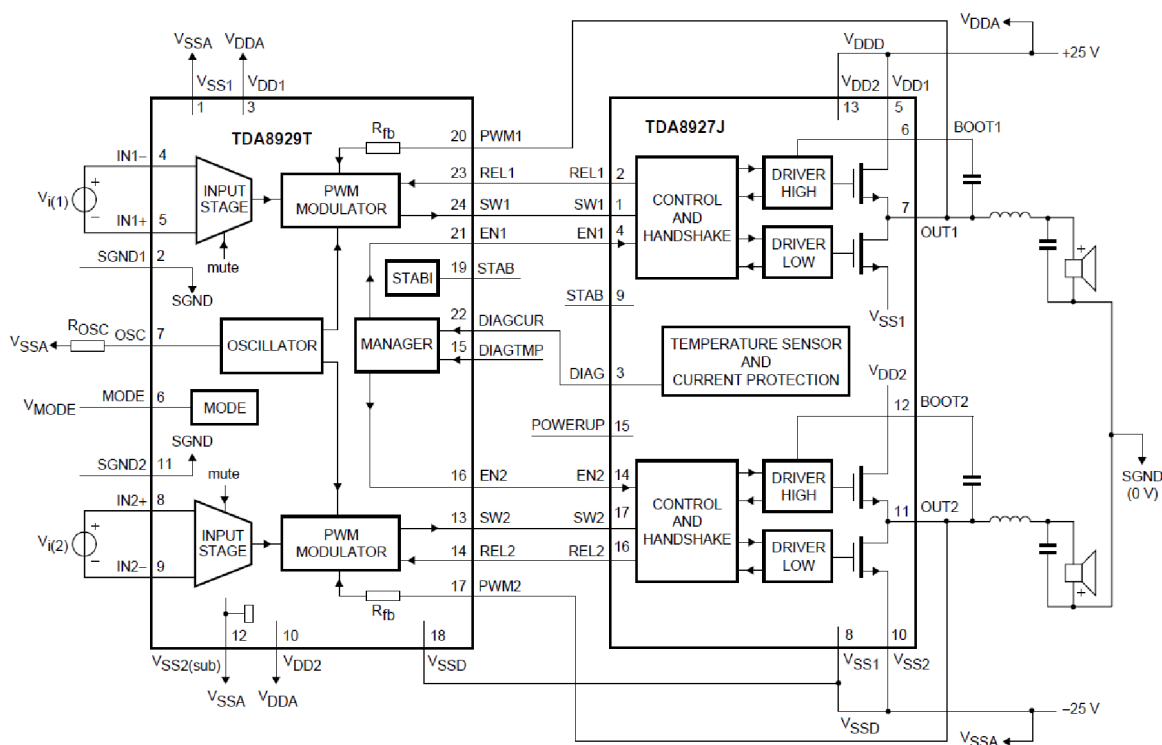 VSSA
VDDA
VSS1
VDD1
1
3
TDA8929T
Rfb
20
PWM1
IN1−
4
Vi(1)
+
−
IN1+
5
INPUT
STAGE
mute
PWM
MODULATOR
23
REL1
24
SW1
21
EN1
SGND1
2
SGND
STABI
19
STAB
VSSA
ROSC
OSC
7
OSCILLATOR
MANAGER
22
DIAGCUR
15
DIAGTMP
VMODE
MODE
6
MODE
SGND
SGND2
11
mute
16
EN2
IN2+
8
Vi(2)
+
−
IN2−
9
INPUT
STAGE
PWM
MODULATOR
13
SW2
14
REL2
17
PWM2
Rfb
12
10
18
VSS2(sub)
VDD2
VSSD
VSSA
VDDA
VDDA
VDDD
+25 V
VDD2
VDD1
13
5
TDA8927J
6
BOOT1
REL1
2
SW1
1
EN1
4
CONTROL
AND
HANDSHAKE
DRIVER
HIGH
DRIVER
LOW
7
OUT1
+
STAB
9
VSS1
TEMPERATURE SENSOR
AND
CURRENT PROTECTION
DIAG
3
VDD2
12
BOOT2
POWERUP
15
EN2
14
SW2
17
REL2
16
CONTROL
AND
HANDSHAKE
DRIVER
HIGH
DRIVER
LOW
11
OUT2
+
SGND
(0 V)
8
10
VSS1
VSS2
VSSD
−25 V
VSSA